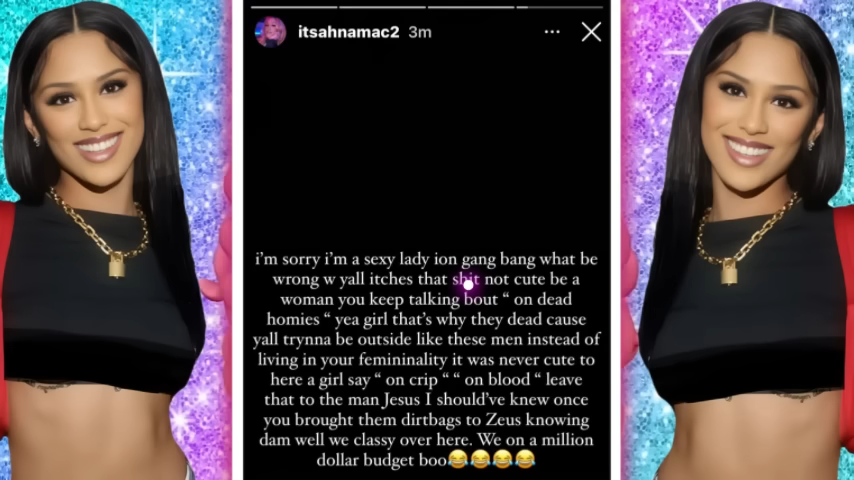 itsahnamac2 3m
i'm sorry i'm a sexy lady ion gang bang what be
wrong w yall itches that shit not cute be a
woman you keep talking bout “ on dead
homies “ yea girl that's why they dead cause
yall trynna be outside like these men instead of
living in your femininality it was never cute to
here a girl say “ on crip “ “ on blood “ leave
that to the man Jesus I should've knew once
you brought them dirtbags to Zeus knowing
dam well we classy over here. We on a million
dollar budget boo😂😂😂😂